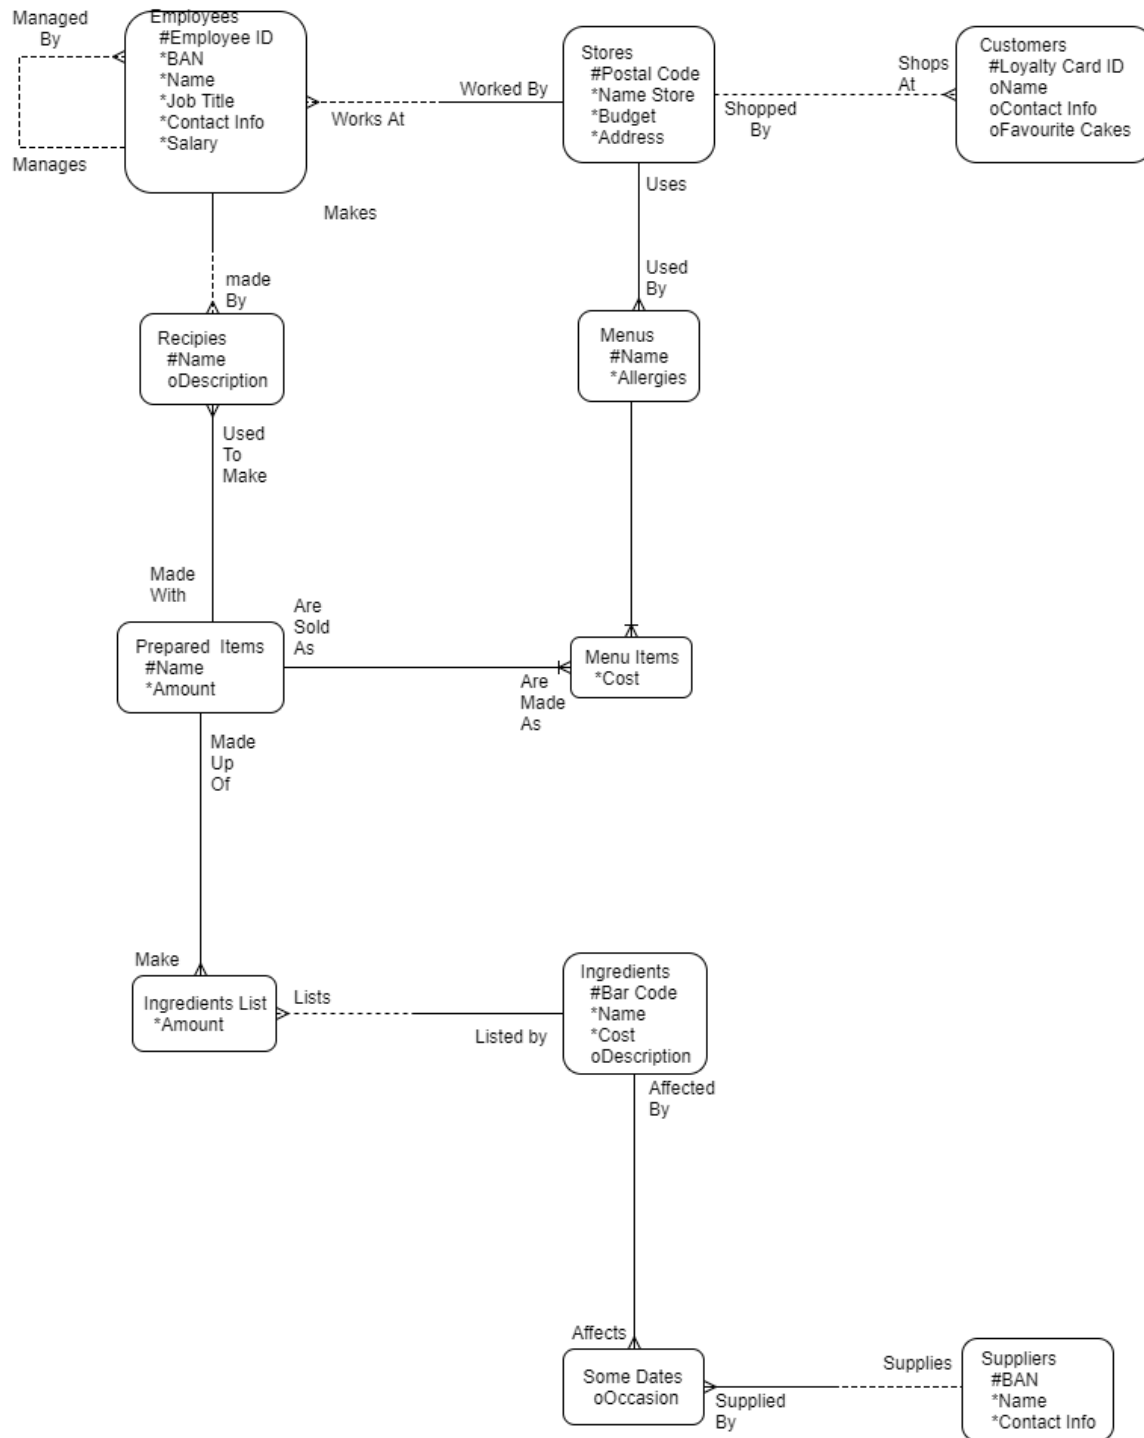 Managed
By
Employees
#Employee ID
*BAN
*Name
*Job Title
*Contact Info
*Salary
Manages
Worked By
Works At
Stores
#Postal Code
*Name Store
*Budget
*Address
Shops
At
Shopped
By
Customers
#Loyalty Card ID
oName
oContact Info
oFavourite Cakes
Makes
Uses
made
By
Used
By
Recipies
#Name
oDescription
Menus
#Name
*Allergies
Used
To
Make
Made
With
Are
Sold
As
Prepared Items
#Name
*Amount
Menu Items
*Cost
Are
Made
As
Made
Up
Of
Make
Ingredients List
*Amount
Lists
Listed by
Ingredients
#Bar Code
*Name
*Cost
oDescription
Affected
By
Affects
Some Dates
oOccasion
Supplied
By
Supplies
Suppliers
#BAN
*Name
*Contact Info